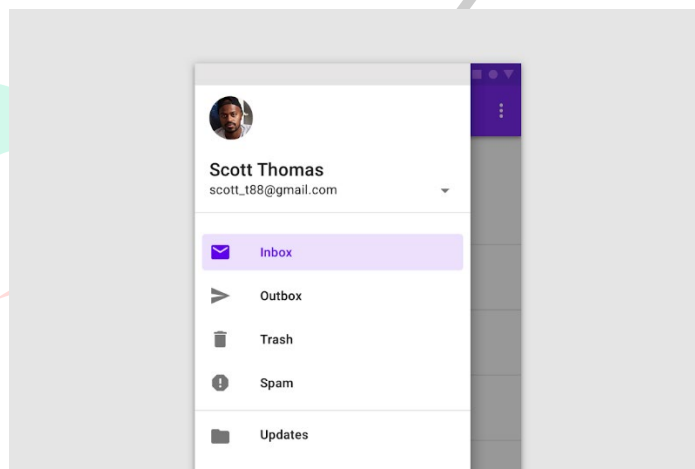 Scott Thomas
scott_t88@gmail.com
Inbox
Outbox
Trash
Spam
Updates